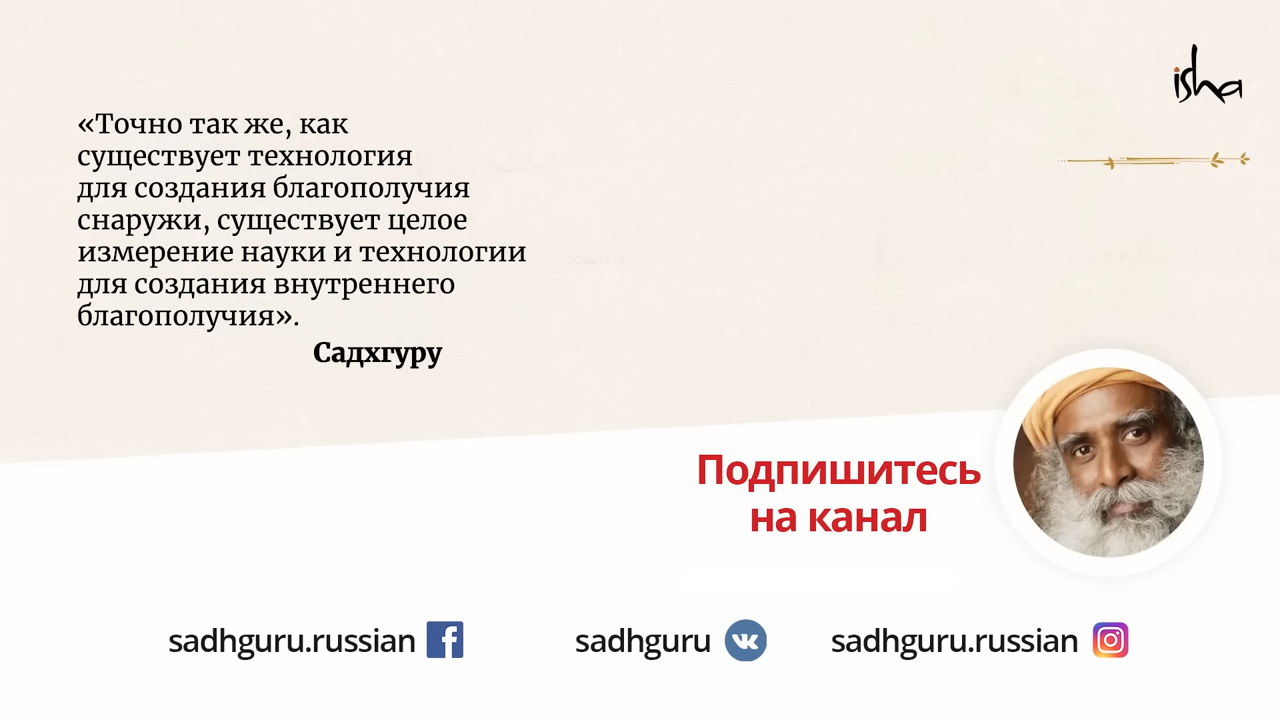 isha
«Точно так же, как
существует технология
для создания благополучия
снаружи, существует целое
измерение науки и технологии
для создания внутреннего
благополучия».
Садхгуру
Подпишитесь
на канал
sadhguru.russian
sadhguru
sadhguru.russian